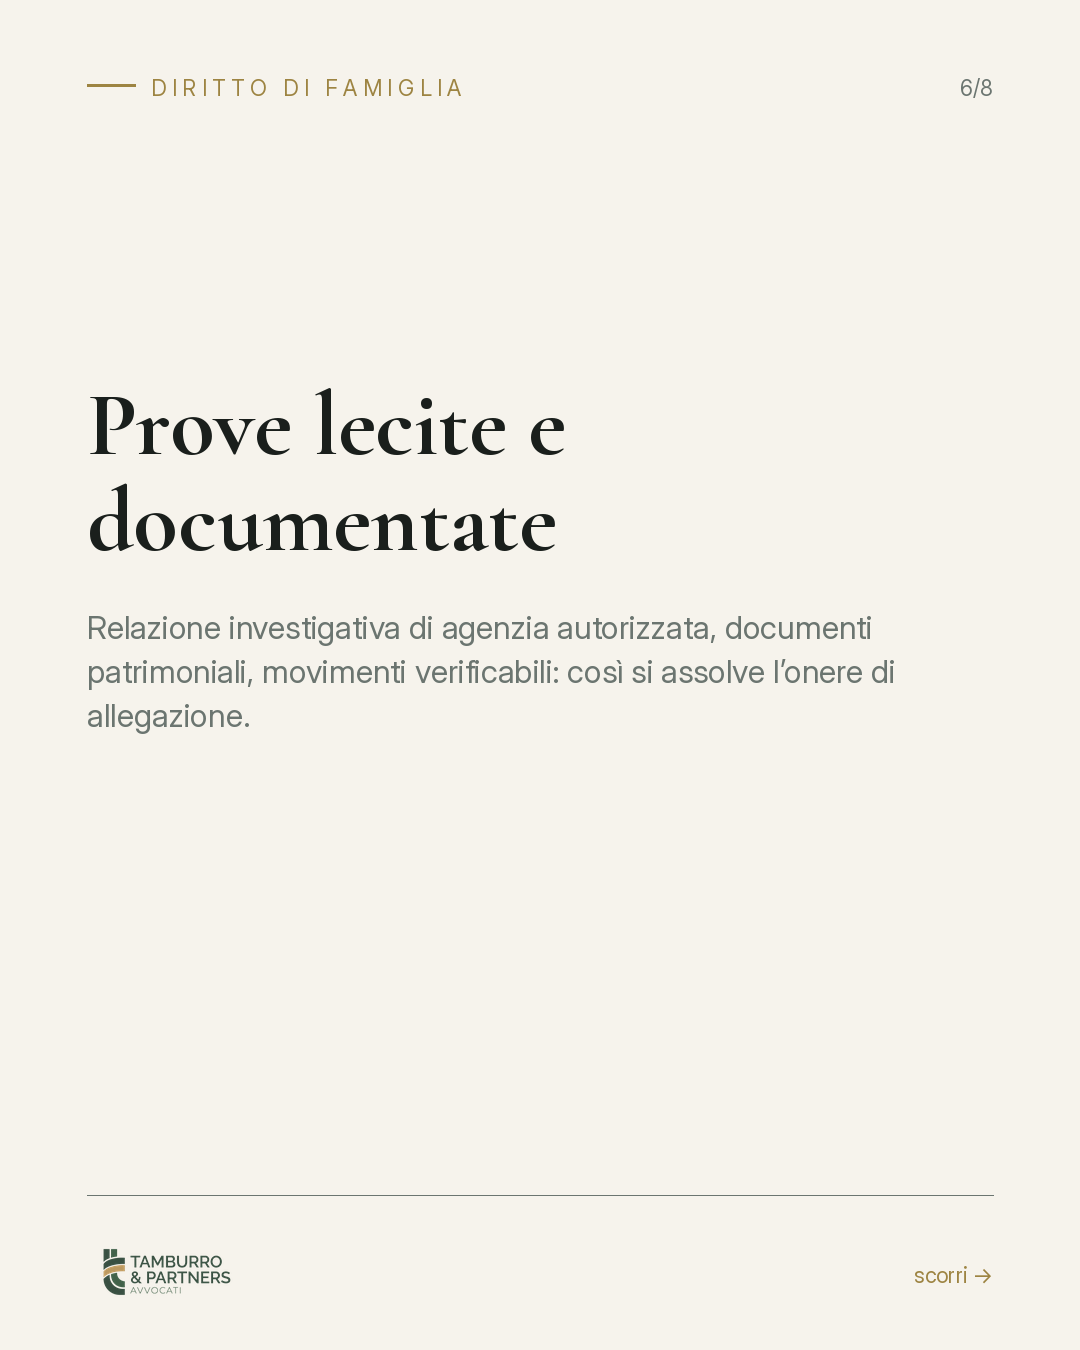 DIRITTO DI FAMIGLIA
6/8
Prove lecite e
documentate
Relazione investigativa di agenzia autorizzata, documenti
patrimoniali, movimenti verificabili: così si assolve l’onere di
allegazione.
TAMBURRO
& PARTNERS
AVVOCATI
scorri →